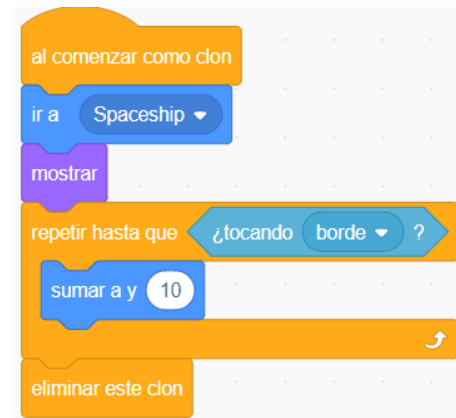 al comenzar como clon
ir a Spaceship
mostrar
repetir hasta que ¿tocando borde ?
sumar a y 10
eliminar este clon